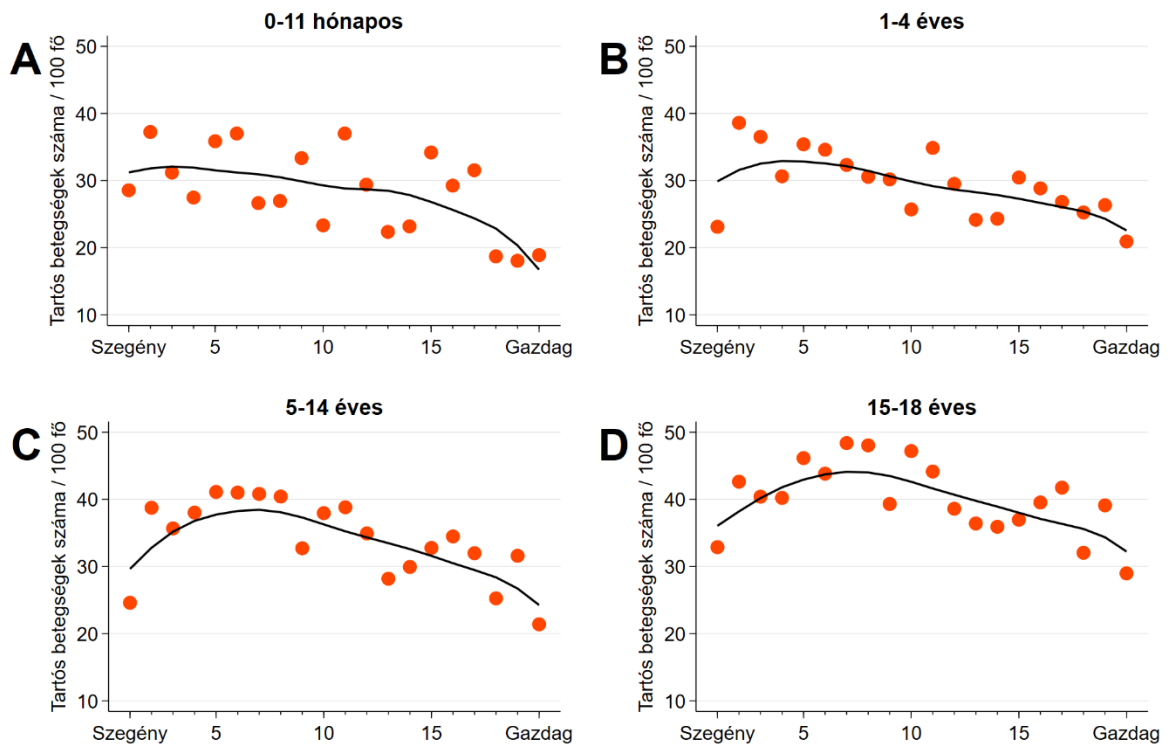 0-11 hónapos
A
Tartós betegségek száma / 100 fő
50
40
30
20
10
Szegény 5 10 15 Gazdag
1-4 éves
B
Tartós betegségek száma / 100 fő
50
40
30
20
10
Szegény 5 10 15 Gazdag
5-14 éves
C
Tartós betegségek száma / 100 fő
50
40
30
20
10
Szegény 5 10 15 Gazdag
15-18 éves
D
Tartós betegségek száma / 100 fő
50
40
30
20
10
Szegény 5 10 15 Gazdag